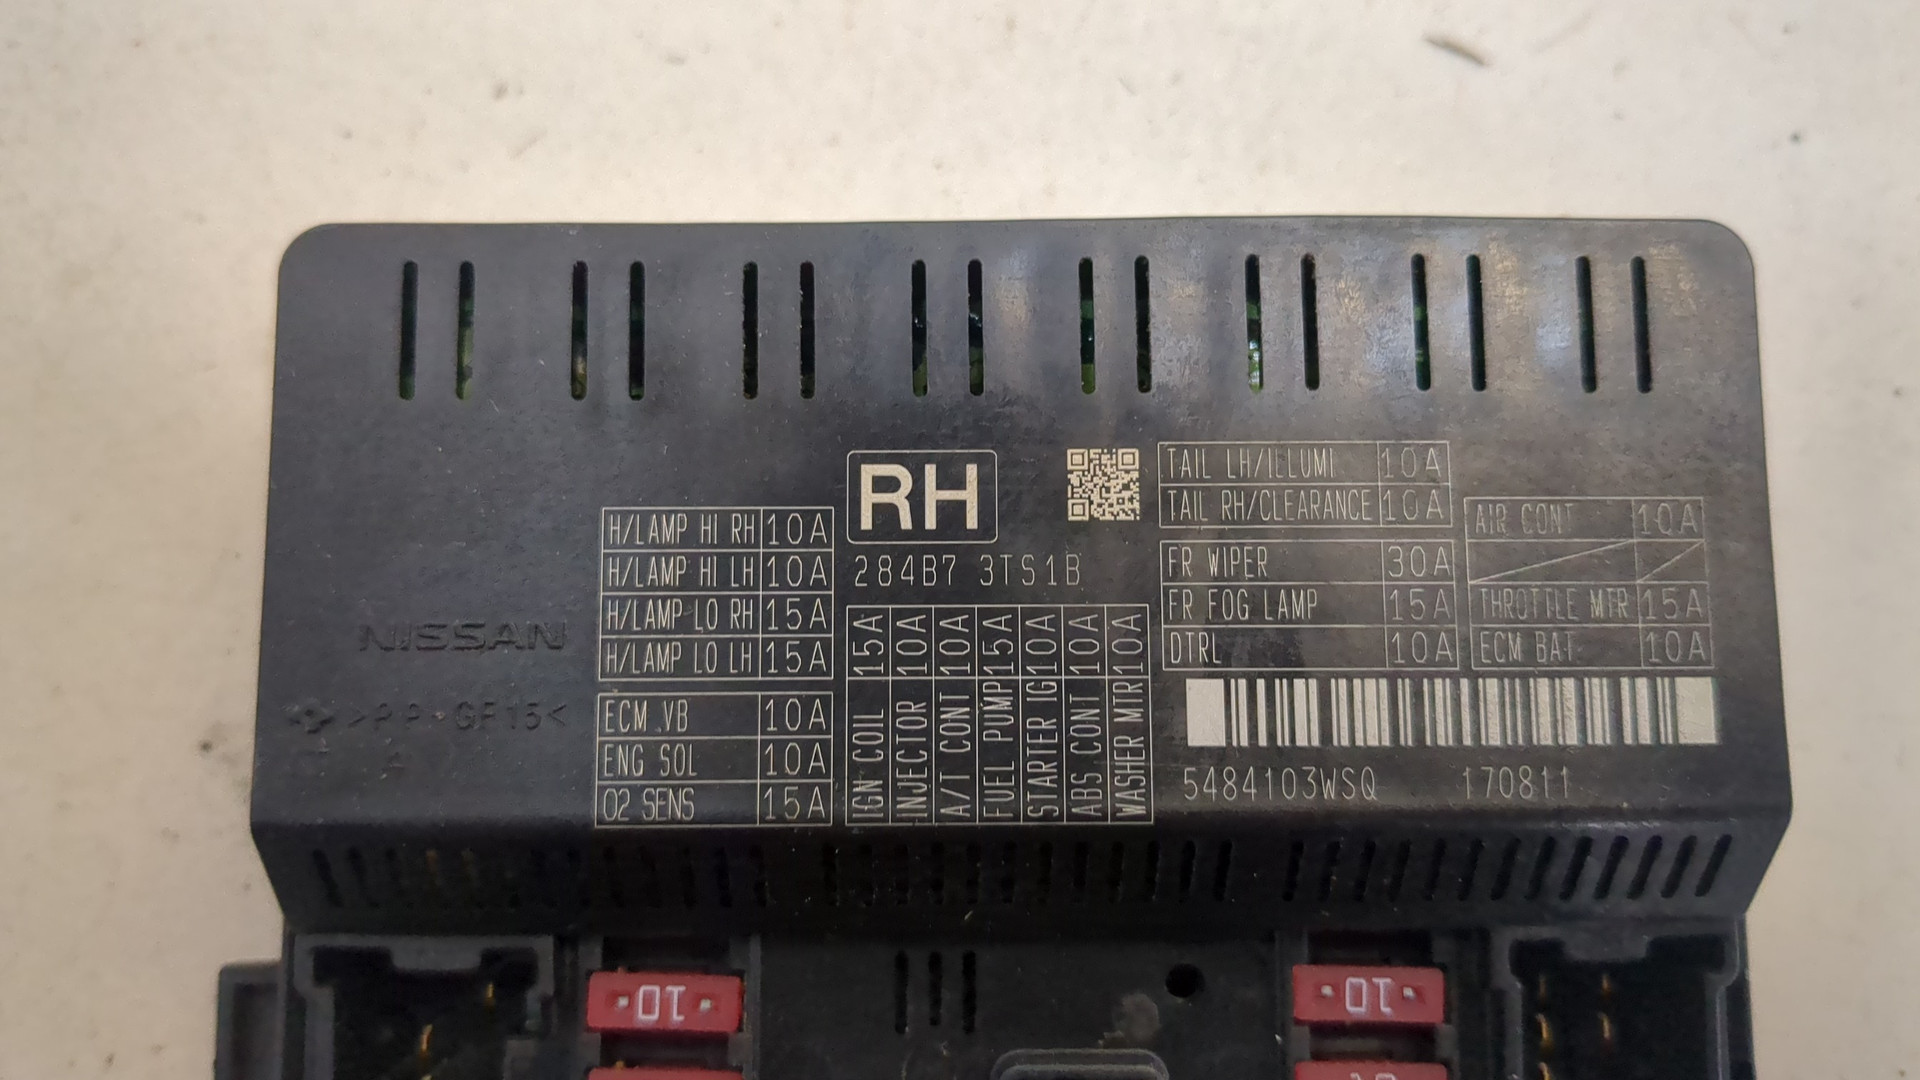 RH
284B7 3TS1B
H/LAMP HI RH 10A
H/LAMP HI LH 10A
H/LAMP LO RH 15A
H/LAMP LO LH 15A
ECM VB 10A
ENG SOL 10A
O2 SENS 15A
NISSAN
>PP-GF15<
IGN COIL 15A
INJECTOR 10A
A/T CONT 10A
FUEL PUMP 15A
STARTER IG 10A
ABS CONT 10A
WASHER MTR 10A
TAIL LH/ILLUMI 10A
TAIL RH/CLEARANCE 10A
FR WIPER 30A
FR FOG LAMP 15A
DTRL 10A
AIR CONT 10A
THROTTLE MTR 15A
ECM BAT 10A
5484103WSQ 170811
10
10